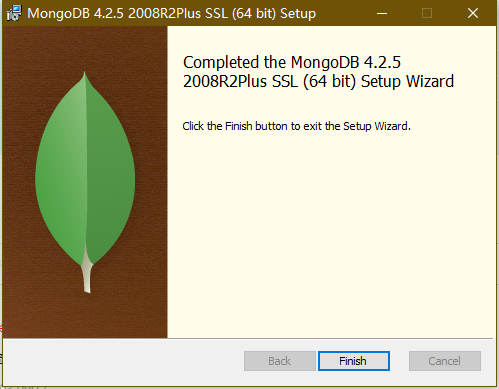 MongoDB 4.2.5 2008R2Plus SSL (64 bit) Setup
Completed the MongoDB 4.2.5
2008R2Plus SSL (64 bit) Setup Wizard
Click the Finish button to exit the Setup Wizard.
Back Finish Cancel